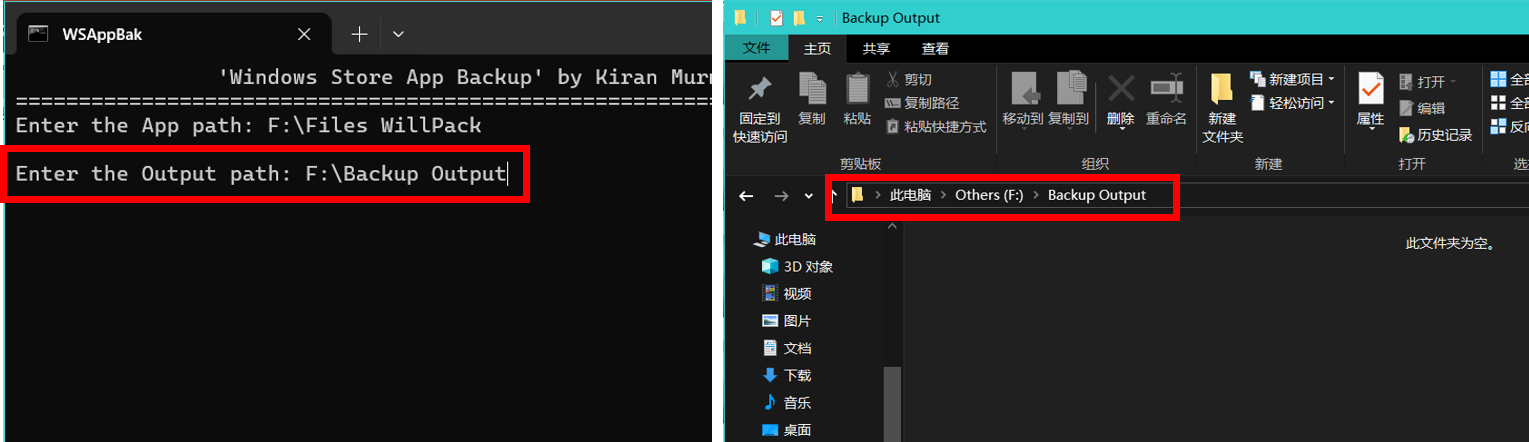 WSAppBak
'Windows Store App Backup' by Kiran Mur
Enter the App path: F:\Files WillPack
Enter the Output path: F:\Backup Output
Backup Output
文件 主页 共享 查看
固定到快速访问
复制
粘贴
剪切
复制路径
粘贴快捷方式
剪贴板
移动到 复制到 删除 重命名
组织
新建文件夹
新建项目
轻松访问
新建
属性
打开
编辑
历史记录
打开
全部
全部
反向
选择
此电脑 > Others (F:) > Backup Output
此电脑
3D 对象
视频
图片
文档
下载
音乐
桌面
此文件夹为空。